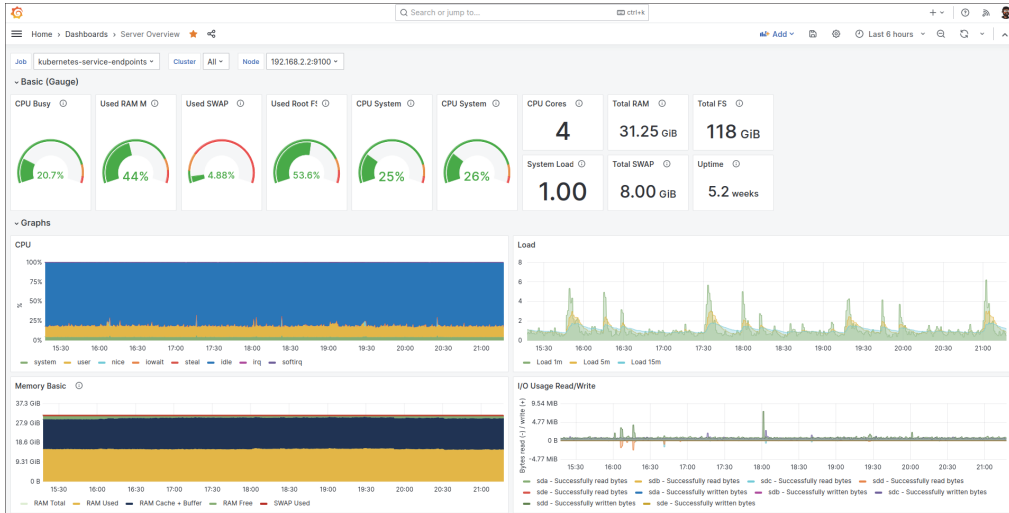 Search or jump to...
ctrl+k
Home › Dashboards › Server Overview
Add
Last 6 hours
Job kubernetes-service-endpoints Cluster All Node 192.168.2.2:9100
Basic (Gauge)
CPU Busy
Used RAM M
Used SWAP
Used Root F
CPU System
CPU System
CPU Cores
Total RAM
Total FS
20.7%
44%
4.88%
53.6%
25%
26%
4
31.25 GiB
118 GiB
System Load
Total SWAP
Uptime
1.00
8.00 GiB
5.2 weeks
Graphs
CPU
100%
75%
50%
25%
0%
%
15:30 16:00 16:30 17:00 17:30 18:00 18:30 19:00 19:30 20:00 20:30 21:00
system user nice iowait steal idle irq softirq
Load
8
6
4
2
0
15:30 16:00 16:30 17:00 17:30 18:00 18:30 19:00 19:30 20:00 20:30 21:00
Load 1m Load 5m Load 15m
Memory Basic
37.3 GiB
27.9 GiB
18.6 GiB
9.31 GiB
0 B
15:30 16:00 16:30 17:00 17:30 18:00 18:30 19:00 19:30 20:00 20:30 21:00
RAM Total RAM Used RAM Cache + Buffer RAM Free SWAP Used
I/O Usage Read/Write
Bytes read (-) / write (+)
9.54 MiB
4.77 MiB
0 B
-4.77 MiB
15:30 16:00 16:30 17:00 17:30 18:00 18:30 19:00 19:30 20:00 20:30 21:00
sda - Successfully read bytes sdb - Successfully read bytes sdc - Successfully read bytes sdd - Successfully read bytes
sde - Successfully read bytes sda - Successfully written bytes sdb - Successfully written bytes sdc - Successfully written bytes
sdd - Successfully written bytes sde - Successfully written bytes